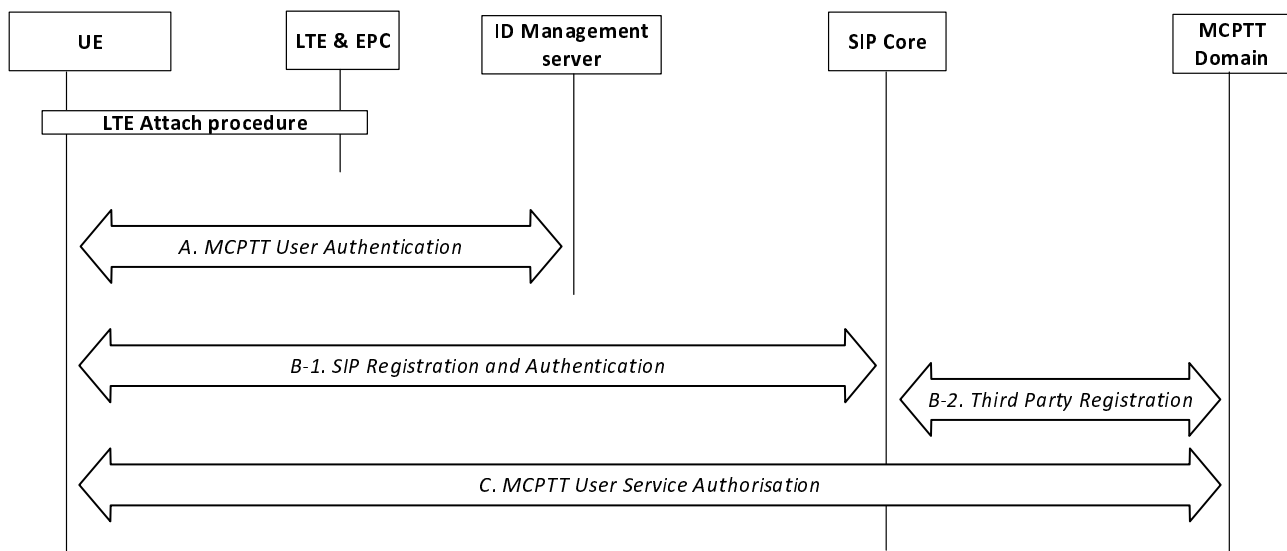 UE
LTE & EPC
ID Management
server
SIP Core
MCPTT
Domain
LTE Attach procedure
A. MCPTT User Authentication
B-1. SIP Registration and Authentication
B-2. Third Party Registration
C. MCPTT User Service Authorisation